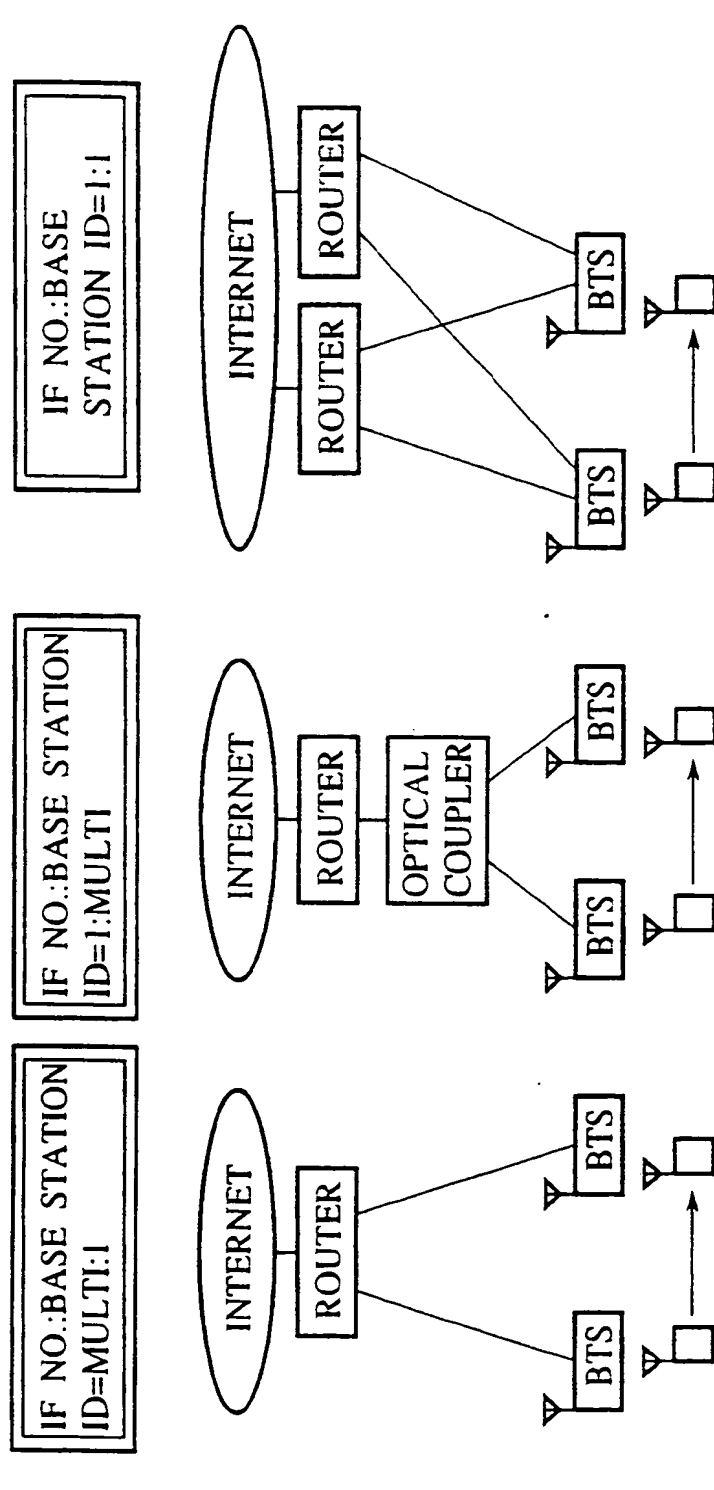 IF NO.:BASE STATION
ID=MULTI:1
INTERNET
ROUTER
BTS
BTS
IF NO.:BASE STATION
ID=1:MULTI
INTERNET
ROUTER
OPTICAL
COUPLER
BTS
BTS
IF NO.:BASE
STATION ID=1:1
INTERNET
ROUTER
ROUTER
BTS
BTS